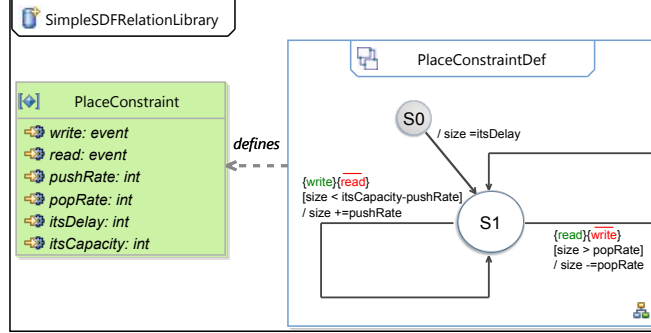 SimpleSDFRelationLibrary
PlaceConstraint
write: event
read: event
pushRate: int
popRate: int
itsDelay: int
itsCapacity: int
defines
PlaceConstraintDef
S0
/ size =itsDelay
{write}{read}
[size < itsCapacity-pushRate]
/ size +=pushRate
S1
{read}{write}
[size > popRate]
/ size -=popRate